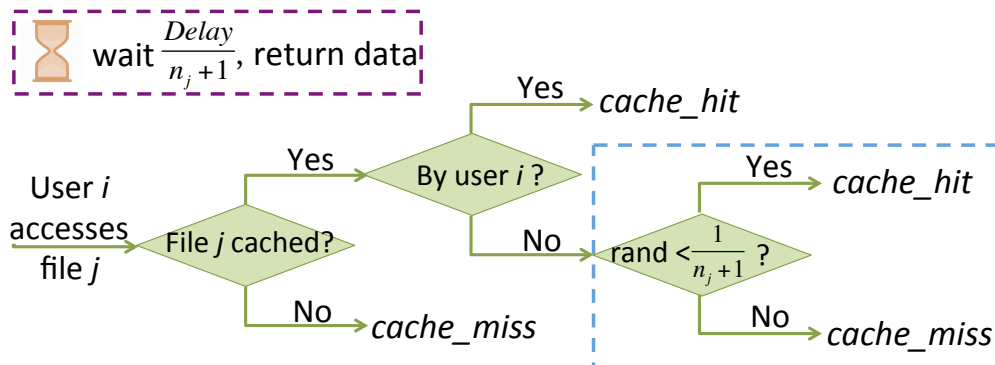 wait Delay/(n_j + 1), return data
Yes
cache_hit
Yes
By user i ?
Yes
cache_hit
User i
accesses
file j
File j cached?
No
rand < 1/(n_j + 1) ?
No
cache_miss
No
cache_miss